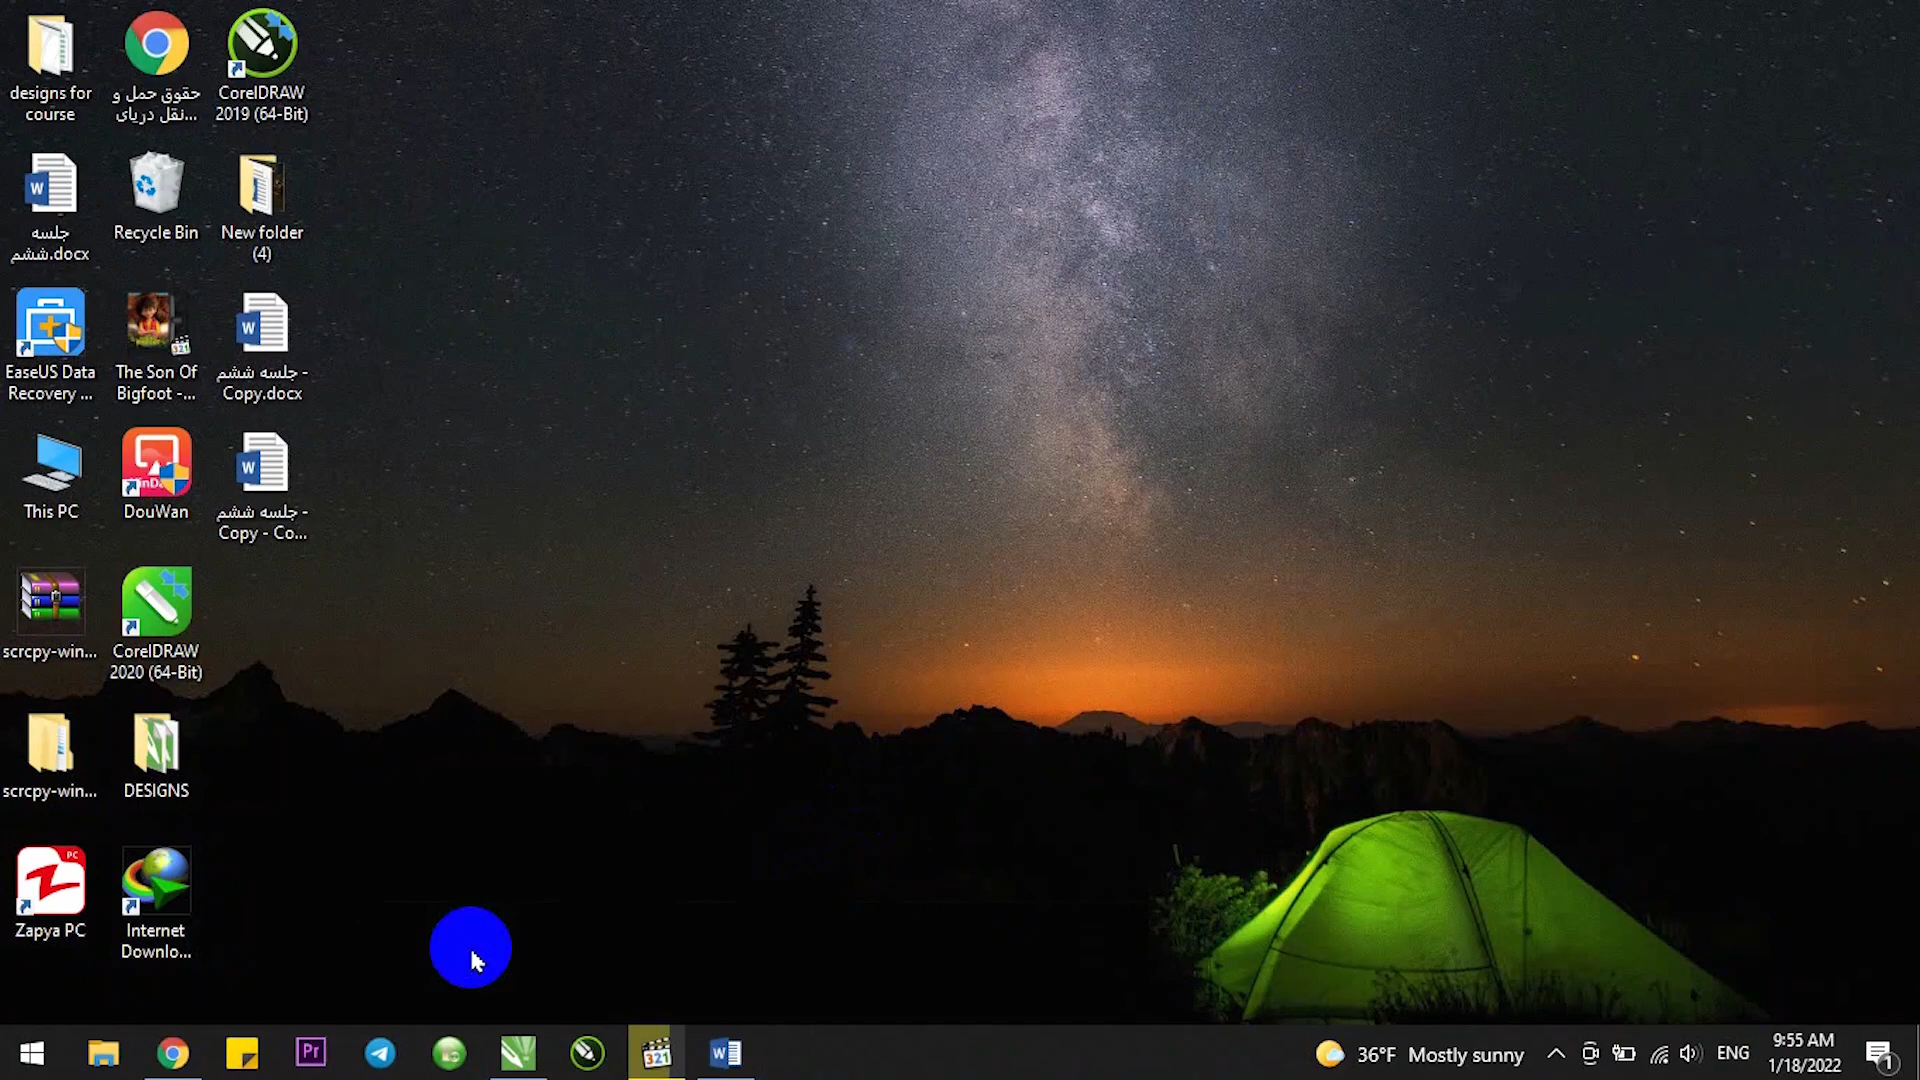 designs for
course
حقوق حمل و
نقل دریای...
CorelDRAW
2019 (64-Bit)
جلسه
ششم.docx
Recycle Bin
New folder
(4)
EaseUS Data
Recovery ...
The Son Of
Bigfoot -...
جلسه ششم -
Copy.docx
This PC
DouWan
جلسه ششم -
Copy - Co...
scrcpy-win...
CorelDRAW
2020 (64-Bit)
scrcpy-win...
DESIGNS
Zapya PC
Internet
Downlo...
Pr
321
W
36°F Mostly sunny
ENG
9:55 AM
1/18/2022
1